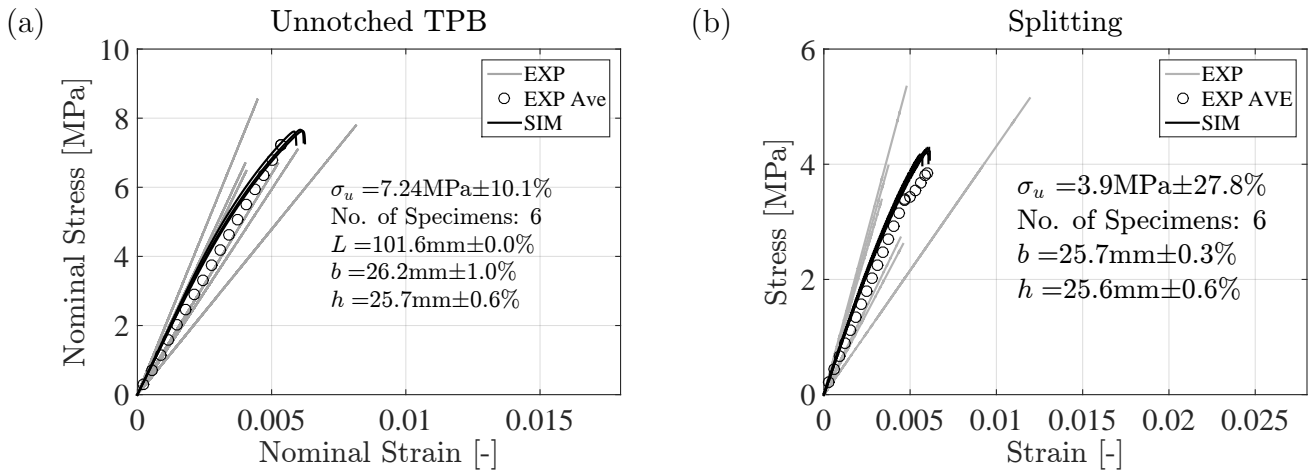 (a)
Unnotched TPB
10
8
6
4
2
0
Nominal Stress [MPa]
EXP
EXP Ave
SIM
σu =7.24MPa±10.1%
No. of Specimens: 6
L =101.6mm±0.0%
b =26.2mm±1.0%
h =25.7mm±0.6%
0
0.005
0.01
0.015
Nominal Strain [-]
(b)
Splitting
6
4
2
0
Stress [MPa]
EXP
EXP AVE
SIM
σu =3.9MPa±27.8%
No. of Specimens: 6
b =25.7mm±0.3%
h =25.6mm±0.6%
0
0.005
0.01
0.015
0.02
0.025
Strain [-]